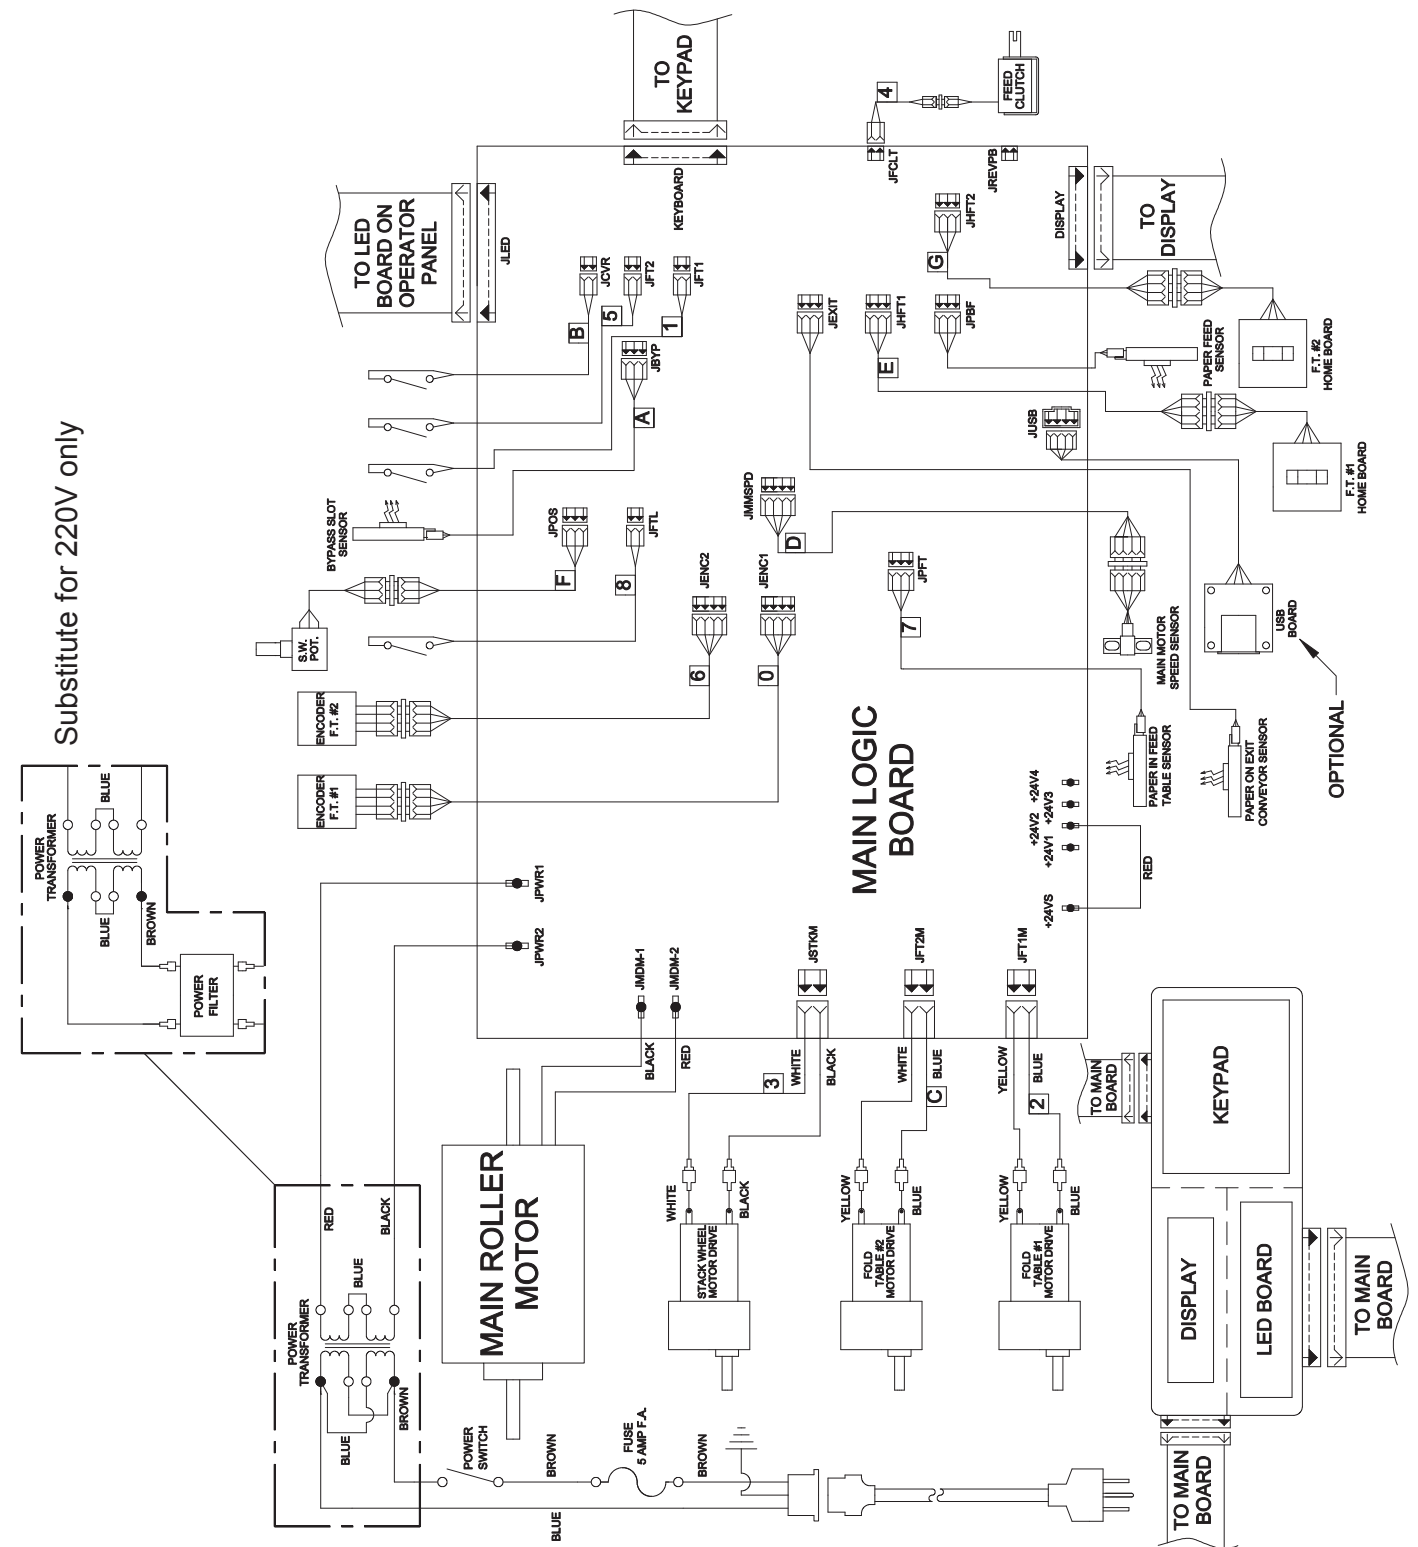 TO
KEYPAD
4
FEED
CLUTCH
JFCLT
JREVPB
KEYBOARD
TO LED
BOARD ON
OPERATOR
PANEL
JLED
DISPLAY
TO
DISPLAY
JHFT2
G
JCVR
JFT2
JFT1
B
5
1
JBYP
A
JEXIT
JHFT1
JPBF
E
PAPER FEED
SENSOR
F.T. #2
HOME BOARD
JUSB
F.T. #1
HOME BOARD
Substitute for 220V only
BYPASS SLOT
SENSOR
JPOS
JFTL
F
8
JMMSPD
D
S.W.
POT.
JENC2
JENC1
6
0
JPFT
7
MAIN MOTOR
SPEED SENSOR
USB
BOARD
OPTIONAL
ENCODER
F.T. #2
ENCODER
F.T. #1
MAIN LOGIC
BOARD
PAPER IN FEED
TABLE SENSOR
PAPER ON EXIT
CONVEYOR SENSOR
+24V4
+24V3
+24V2
+24V1
+24VS
RED
POWER
TRANSFORMER
BLUE
BLUE
BROWN
POWER
FILTER
JPWR1
JPWR2
JMDM-1
JMDM-2
JSTKM
JFT2M
JFT1M
BLACK
RED
WHITE
BLACK
WHITE
BLUE
YELLOW
BLUE
3
C
2
TO MAIN
BOARD
KEYPAD
RED
BLACK
POWER
TRANSFORMER
BLUE
BLUE
BROWN
MAIN ROLLER
MOTOR
WHITE
BLACK
STACK WHEEL
MOTOR DRIVE
YELLOW
BLUE
FOLD
TABLE #2
MOTOR DRIVE
YELLOW
BLUE
FOLD
TABLE #1
MOTOR DRIVE
DISPLAY
LED BOARD
TO MAIN
BOARD
POWER
SWITCH
BROWN
FUSE
5 AMP F.A.
BROWN
BLUE
TO MAIN
BOARD